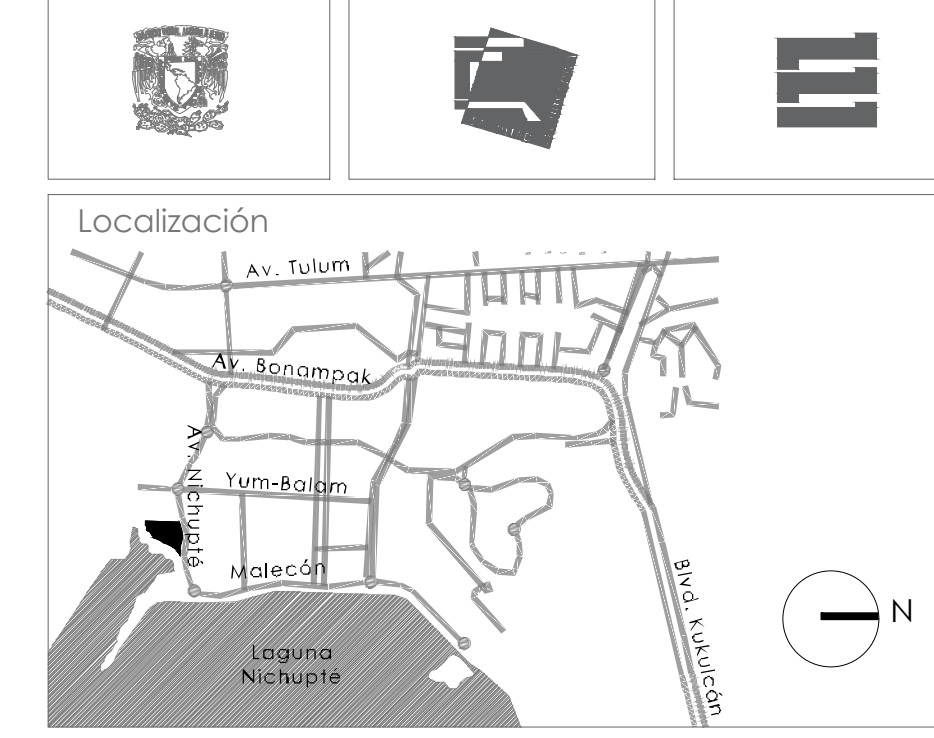 Localización
Av. Tulum
Av. Bonampak
Av. Nichupté
Yum-Balam
Malecón
Blvd. Kukulcán
N
Laguna
Nichupté